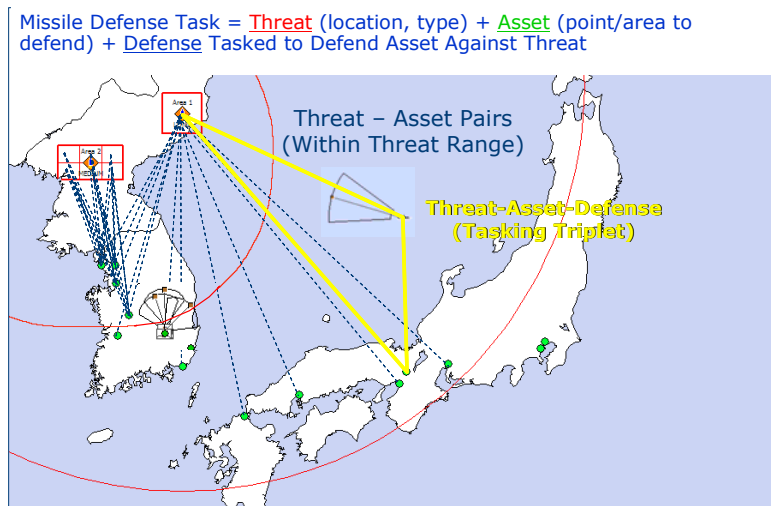 Missile Defense Task = Threat (location, type) + Asset (point/area to
defend) + Defense Tasked to Defend Asset Against Threat
Area 1
Threat – Asset Pairs
(Within Threat Range)
Area 2
MEDIUM
Threat-Asset-Defense
(Tasking Triplet)